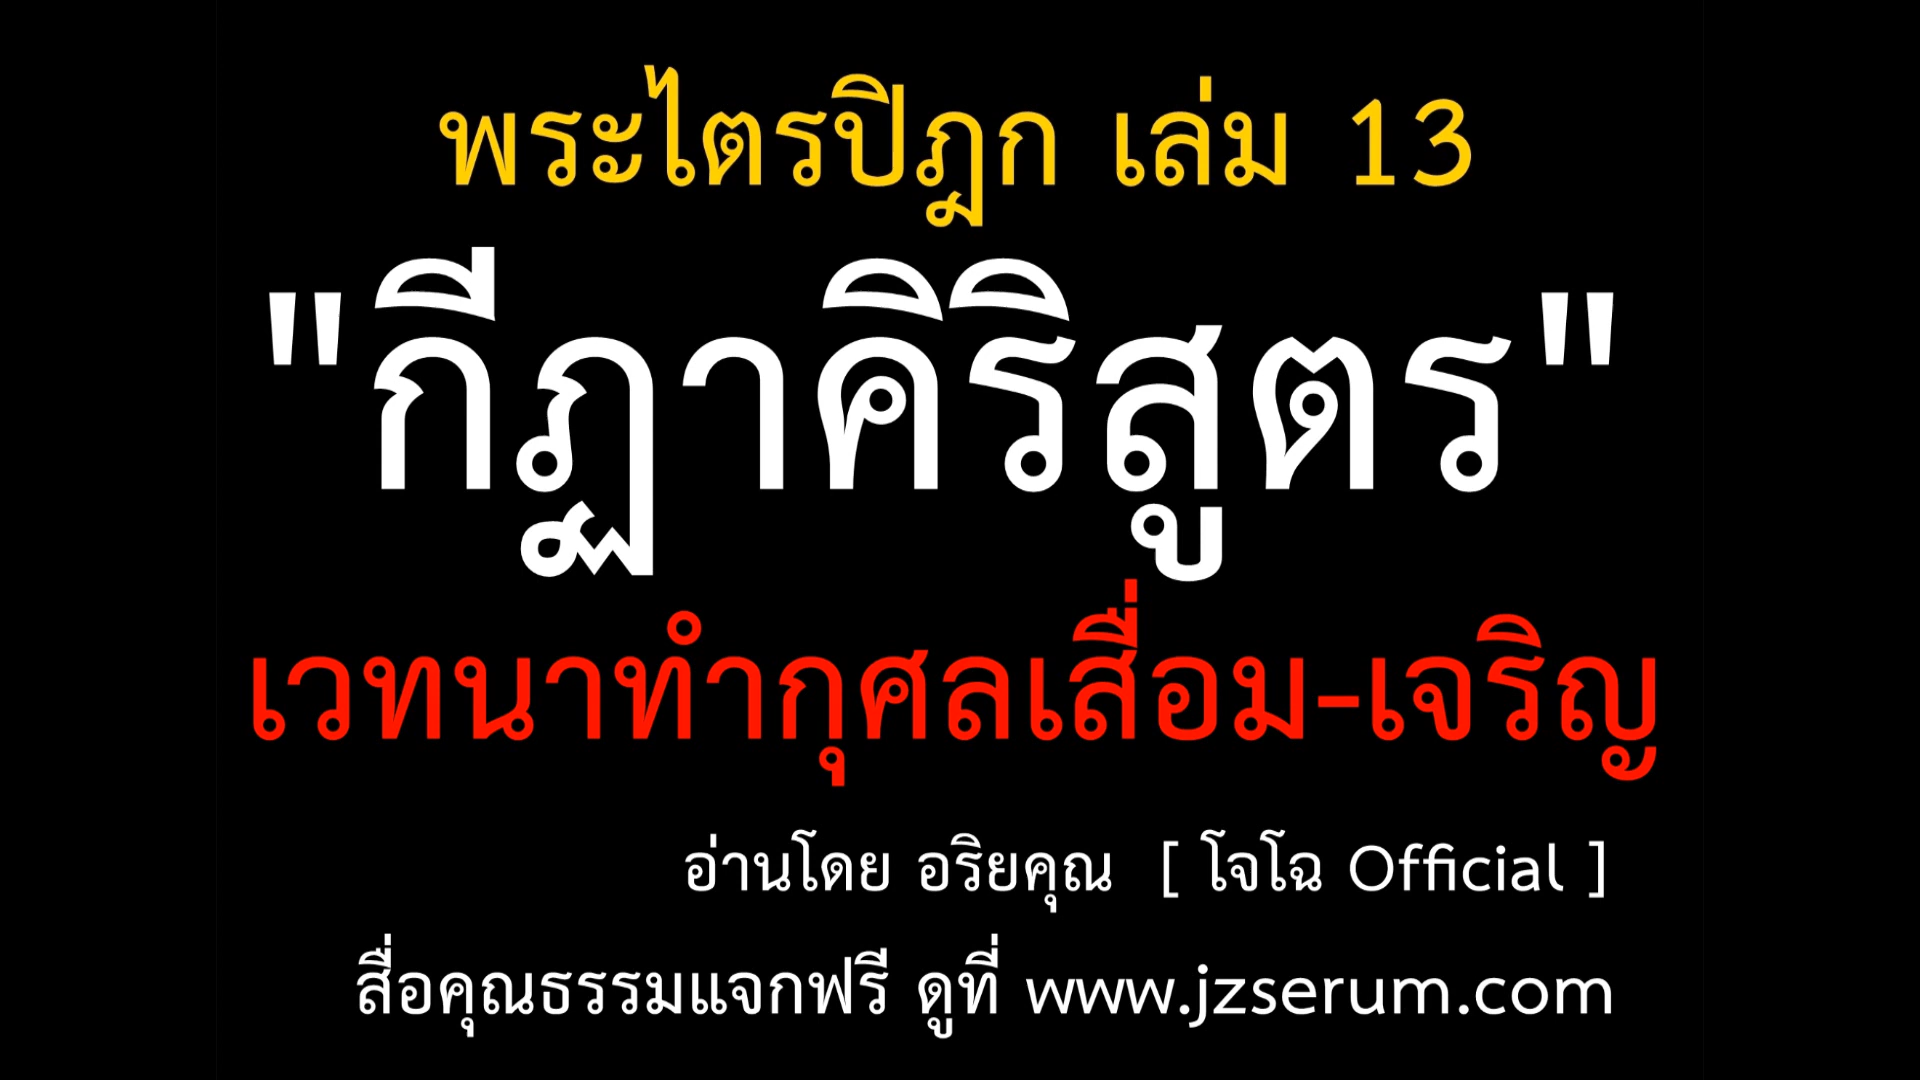 พระไตรปิฎก เล่ม 13
"กีฏาคิริสูตร"
เวทนาทำกุศลเสื่อม-เจริญ
อ่านโดย อริยคุณ [ โจโฉ Official ]
สื่อคุณธรรมแจกฟรี ดูที่ www.jzserum.com